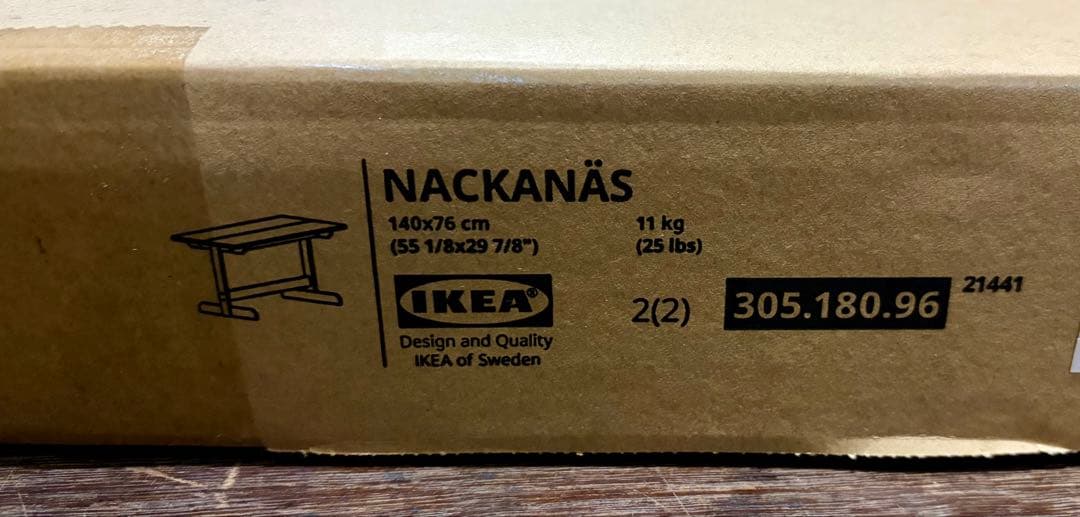 NACKANÄS
140x76 cm 11 kg
(55 1/8x29 7/8") (25 lbs)
IKEA®
2(2) 305.180.96 21441
Design and Quality
IKEA of Sweden